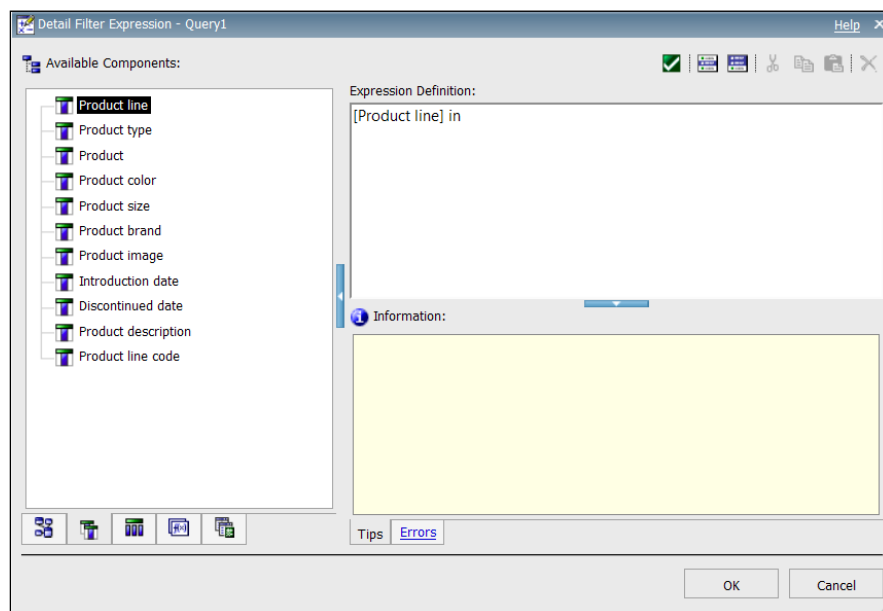 Detail Filter Expression - Query1
Help
Available Components:
Product line
Product type
Product
Product color
Product size
Product brand
Product image
Introduction date
Discontinued date
Product description
Product line code
Expression Definition:
[Product line] in
Information:
Tips
Errors
OK
Cancel